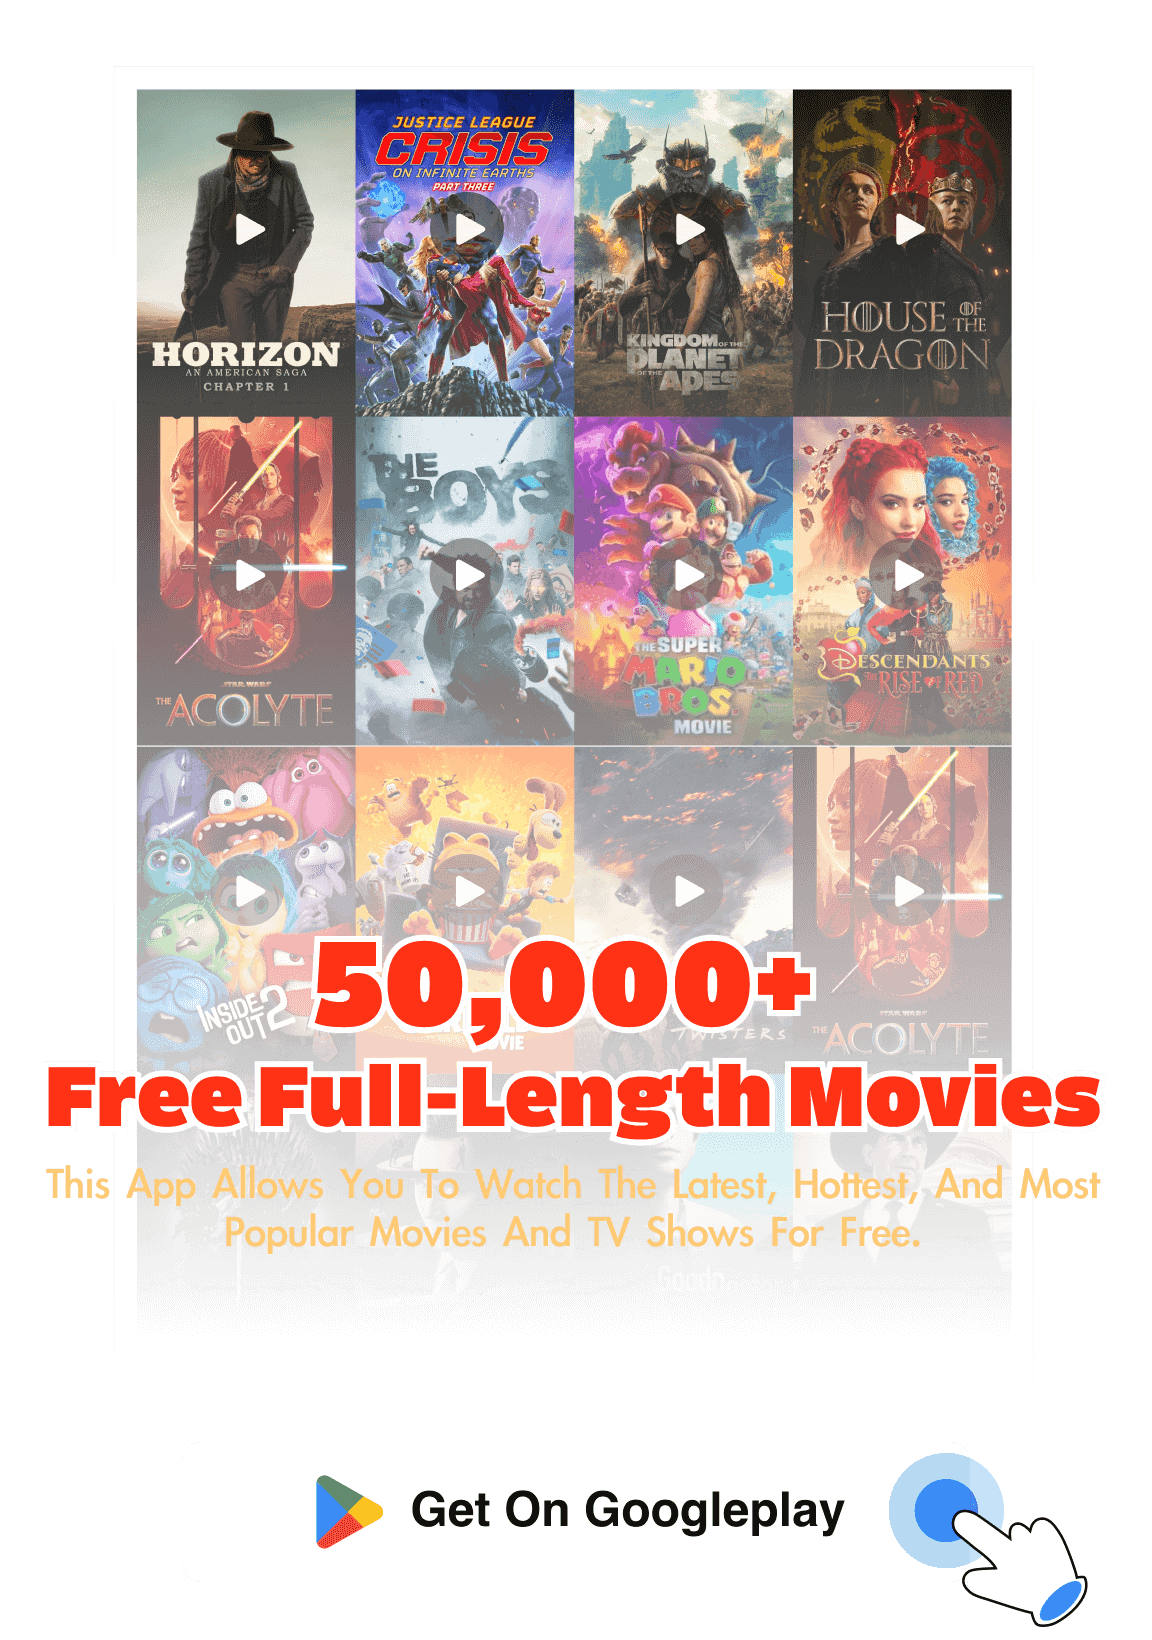 HORIZON
AN AMERICAN SAGA
CHAPTER 1
JUSTICE LEAGUE
CRISIS
ON INFINITE EARTHS
PART THREE
KINGDOM OF THE
PLANET
OF THE APES
HOUSE OF THE
DRAGON
STAR WARS
THE ACOLYTE
THE
BOYS
THE SUPER
MARIO
BROS.
MOVIE
DESCENDANTS
THE RISE OF RED
INSIDE
OUT 2
MOVIE
TWISTERS
STAR WARS
THE ACOLYTE
50,000+
Free Full-Length Movies
This App Allows You To Watch The Latest, Hottest, And Most
Popular Movies And TV Shows For Free.
Get On Googleplay